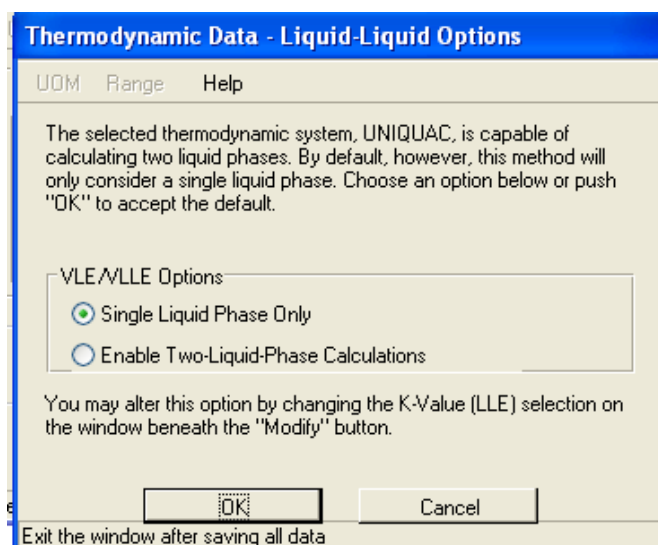 Thermodynamic Data - Liquid-Liquid Options
UOM Range Help
The selected thermodynamic system, UNIQUAC, is capable of
calculating two liquid phases. By default, however, this method will
only consider a single liquid phase. Choose an option below or push
"OK" to accept the default.
VLE/VLLE Options
Single Liquid Phase Only
Enable Two-Liquid-Phase Calculations
You may alter this option by changing the K-Value (LLE) selection on
the window beneath the "Modify" button.
OK Cancel
Exit the window after saving all data